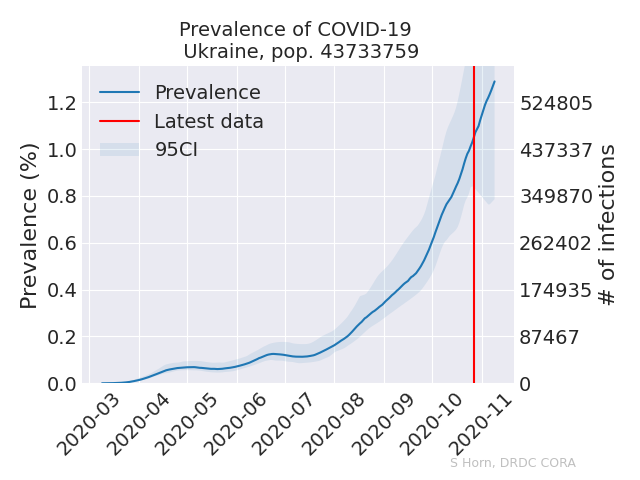 Prevalence of COVID-19
Ukraine, pop. 43733759
Prevalence
Latest data
95CI
Prevalence (%)
1.2
1.0
0.8
0.6
0.4
0.2
0.0
524805
437337
349870
262402
174935
87467
0
# of infections
2020-03
2020-04
2020-05
2020-06
2020-07
2020-08
2020-09
2020-10
2020-11
S Horn, DRDC CORA